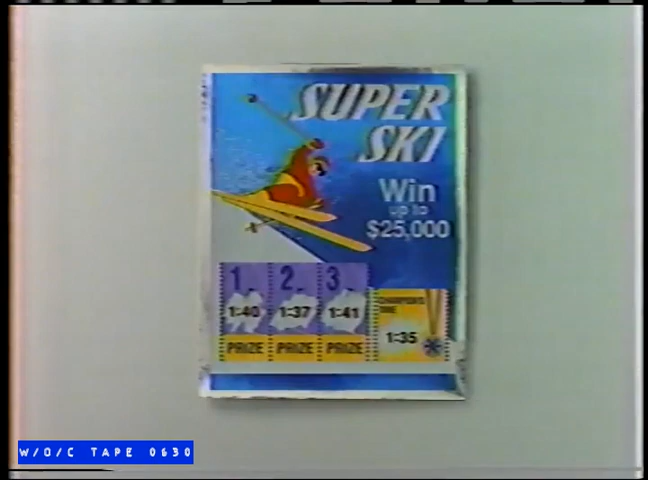 SUPER
SKI
Win
up to
$25,000
1 2 3
1:40 1:37 1:41
PRIZE PRIZE PRIZE
CHAMPION'S
TIME
1:35
W/O/C TAPE 0630